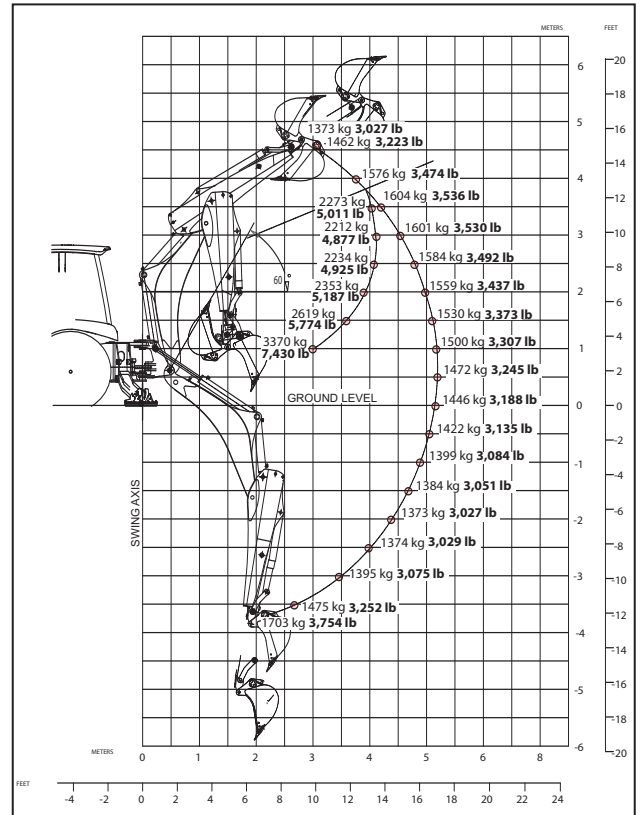 METERS FEET
6
5
4
3
2
1
0
-1
-2
-3
-4
-5
-6
20
18
16
14
12
10
8
6
4
2
0
-2
-4
-6
-8
-10
-12
-14
-16
-18
-20
1373 kg 3,027 lb
1462 kg 3,223 lb
1576 kg 3,474 lb
1604 kg 3,536 lb
2273 kg
5,011 lb
1601 kg 3,530 lb
2212 kg
4,877 lb
1584 kg 3,492 lb
2234 kg
4,925 lb
60
1559 kg 3,437 lb
2353 kg
5,187 lb
1530 kg 3,373 lb
2619 kg
5,774 lb
1500 kg 3,307 lb
3370 kg
7,430 lb
1472 kg 3,245 lb
GROUND LEVEL
1446 kg 3,188 lb
1422 kg 3,135 lb
1399 kg 3,084 lb
1384 kg 3,051 lb
SWING AXIS
1373 kg 3,027 lb
1374 kg 3,029 lb
1395 kg 3,075 lb
1475 kg 3,252 lb
1703 kg 3,754 lb
METERS
0 1 2 3 4 5 6 8
FEET
-4 -2 0 2 4 6 8 10 12 14 16 18 20 22 24